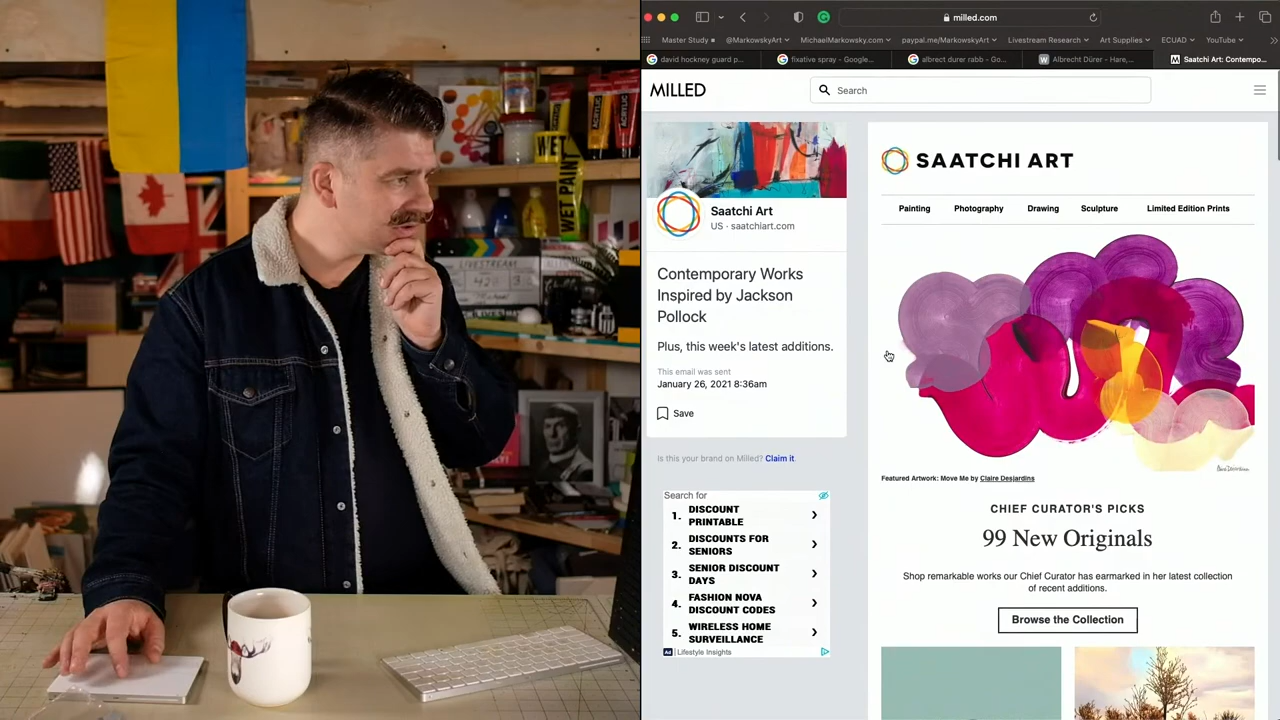 milled.com
Master Study
@MarkowskyArt
MichaelMarkowsky.com
paypal.me/MarkowskyArt
Livestream Research
Art Supplies
ECUAD
YouTube
david hockney guard p...
fixative spray - Google...
albrect durer rabb - Go...
Albrecht Dürer - Hare,...
Saatchi Art: Contempo...
MILLED
Search
Saatchi Art
US · saatchiart.com
Contemporary Works
Inspired by Jackson
Pollock
Plus, this week's latest additions.
This email was sent
January 26, 2021 8:36am
Save
Is this your brand on Milled? Claim it.
Search for
1. DISCOUNT
PRINTABLE
2. DISCOUNTS FOR
SENIORS
3. SENIOR DISCOUNT
DAYS
4. FASHION NOVA
DISCOUNT CODES
5. WIRELESS HOME
SURVEILLANCE
Ad | Lifestyle Insights
SAATCHI ART
Painting
Photography
Drawing
Sculpture
Limited Edition Prints
Featured Artwork: Move Me by Claire Desjardins
CHIEF CURATOR'S PICKS
99 New Originals
Shop remarkable works our Chief Curator has earmarked in her latest collection
of recent additions.
Browse the Collection
WET
WET PAINT
ACRYLIC
ACRYLIC
LIVESTREAM